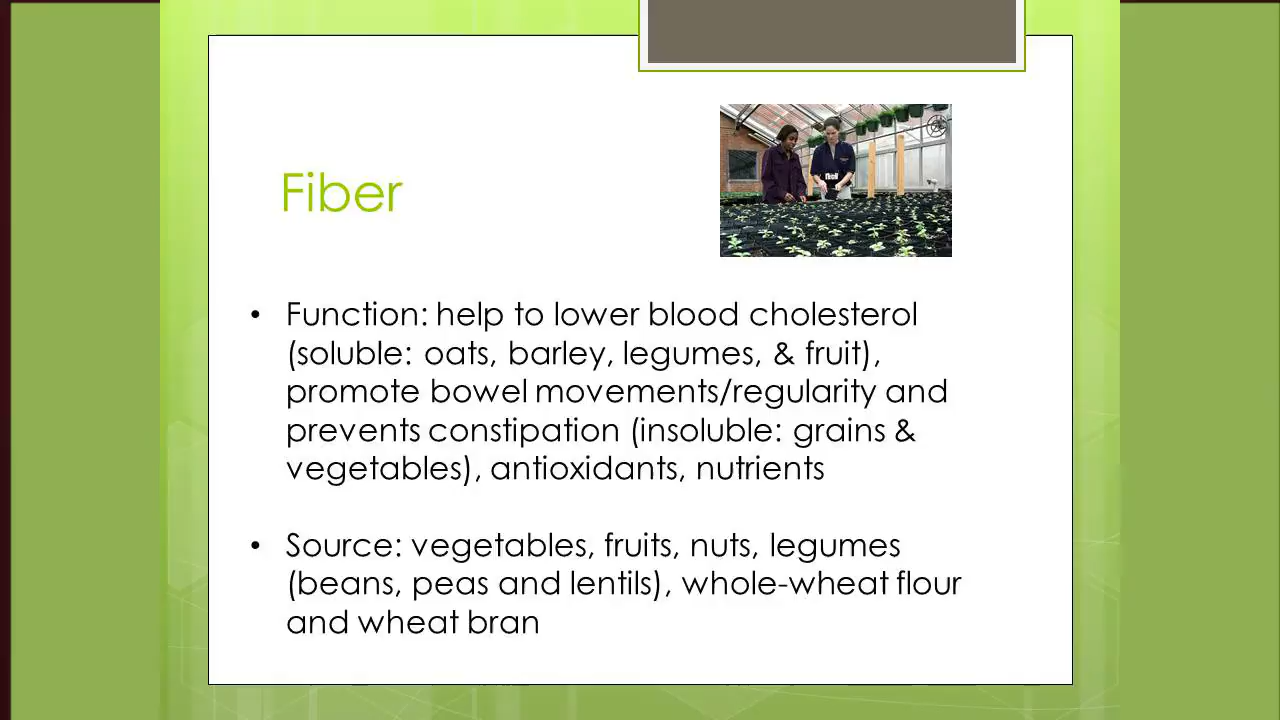 Fiber
• Function: help to lower blood cholesterol
(soluble: oats, barley, legumes, & fruit),
promote bowel movements/regularity and
prevents constipation (insoluble: grains &
vegetables), antioxidants, nutrients
• Source: vegetables, fruits, nuts, legumes
(beans, peas and lentils), whole-wheat flour
and wheat bran